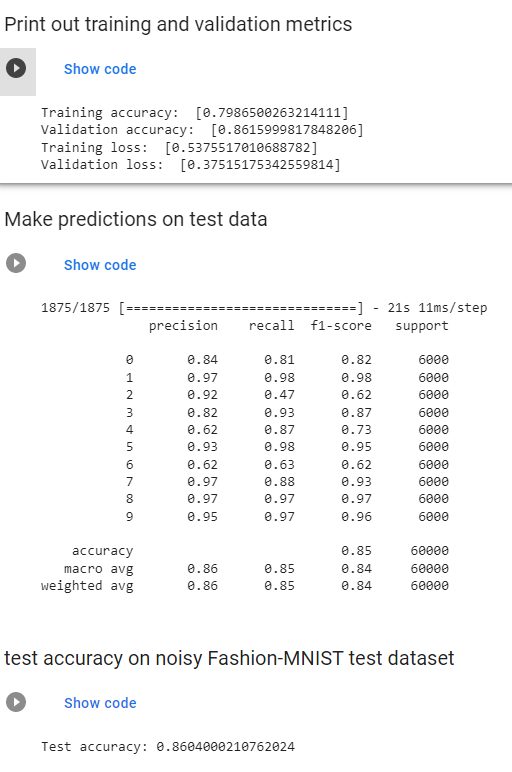 Print out training and validation metrics
Show code
Training accuracy:  [0.7986500263214111]
Validation accuracy:  [0.8615999817848206]
Training loss:  [0.5375517010688782]
Validation loss:  [0.37515175342559814]
Make predictions on test data
Show code
1875/1875 [==============================] - 21s 11ms/step
precision    recall  f1-score   support
0       0.84      0.81      0.82      6000
1       0.97      0.98      0.98      6000
2       0.92      0.47      0.62      6000
3       0.82      0.93      0.87      6000
4       0.62      0.87      0.73      6000
5       0.93      0.98      0.95      6000
6       0.62      0.63      0.62      6000
7       0.97      0.88      0.93      6000
8       0.97      0.97      0.97      6000
9       0.95      0.97      0.96      6000
accuracy                           0.85     60000
macro avg       0.86      0.85      0.84     60000
weighted avg       0.86      0.85      0.84     60000
test accuracy on noisy Fashion-MNIST test dataset
Show code
Test accuracy: 0.8604000210762024